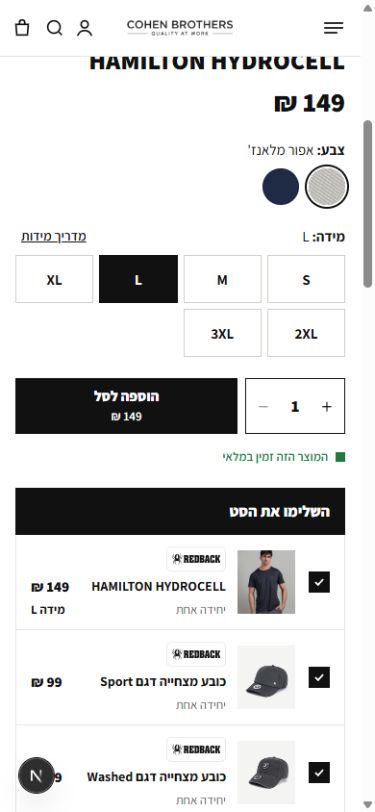 COHEN BROTHERS
QUALITY AT WORK
HAMILTON HYDROCELL
149 ₪
צבע: אפור מלאנז'
מידה: L
מדריך מידות
S
M
L
XL
2XL
3XL
+ 1 −
הוספה לסל
149 ₪
המוצר הזה זמין במלאי
השלימו את הסט
REDBACK
HAMILTON HYDROCELL
יחידה אחת
149 ₪
מידה L
REDBACK
כובע מצחייה דגם Sport
יחידה אחת
99 ₪
REDBACK
כובע מצחייה דגם Washed
יחידה אחת
N